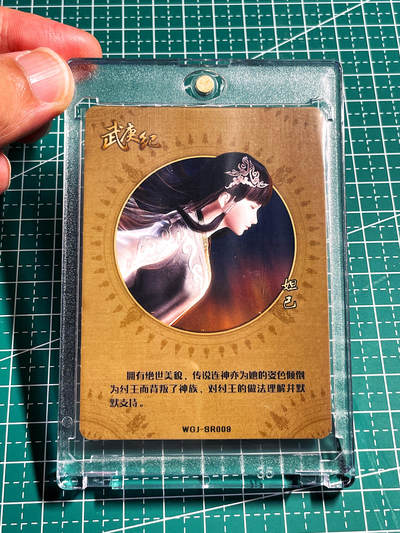 武庚纪
妲己
拥有绝世美貌、传说连神亦为她的姿色倾倒
为纣王而背叛了神族、对纣王的做法理解并默
默支持。
WGJ-SR009